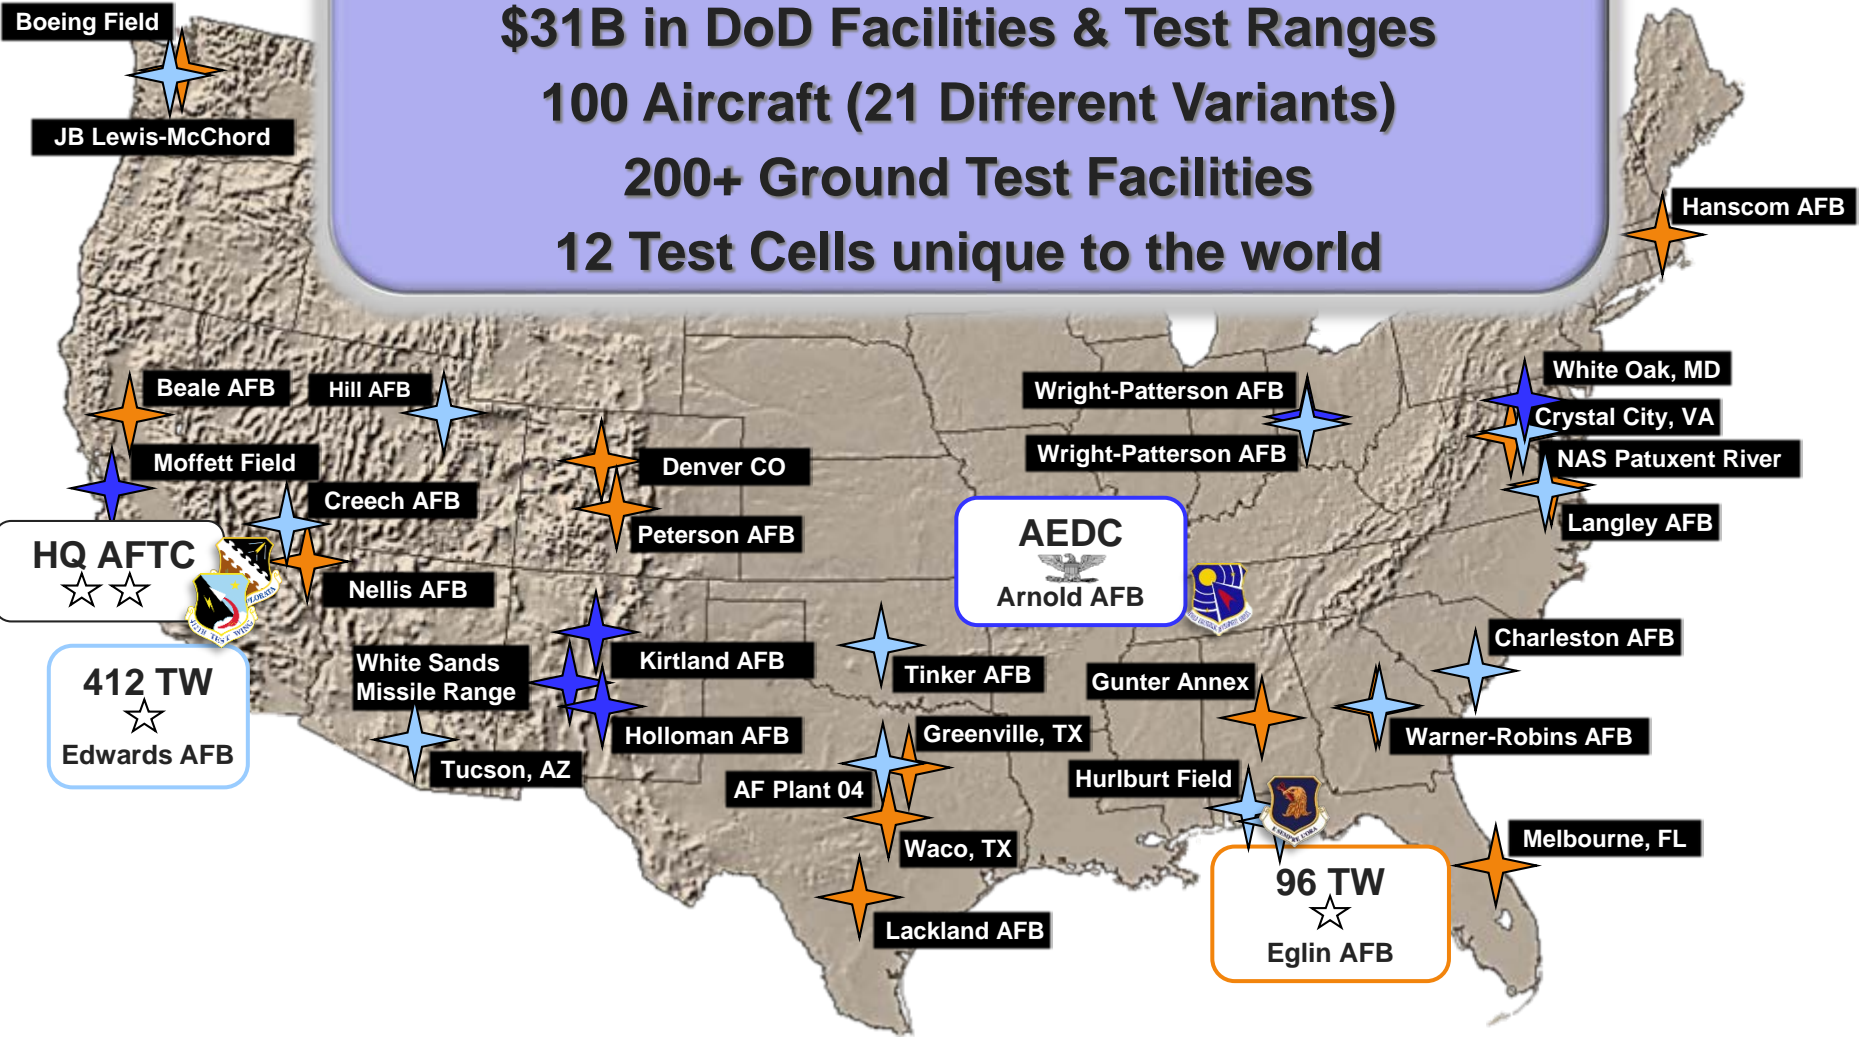 $31B in DoD Facilities & Test Ranges
100 Aircraft (21 Different Variants)
200+ Ground Test Facilities
12 Test Cells unique to the world
Boeing Field
JB Lewis-McChord
Hanscom AFB
Beale AFB
Hill AFB
Moffett Field
Creech AFB
Denver CO
Peterson AFB
Wright-Patterson AFB
Wright-Patterson AFB
White Oak, MD
Crystal City, VA
NAS Patuxent River
Langley AFB
HQ AFTC
Nellis AFB
412TH TEST WING
AEDC
Arnold AFB
412 TW
Edwards AFB
White Sands
Missile Range
Kirtland AFB
Holloman AFB
Tucson, AZ
Tinker AFB
Gunter Annex
Charleston AFB
Warner-Robins AFB
Greenville, TX
AF Plant 04
Waco, TX
Lackland AFB
Hurlburt Field
96 TW
Eglin AFB
Melbourne, FL